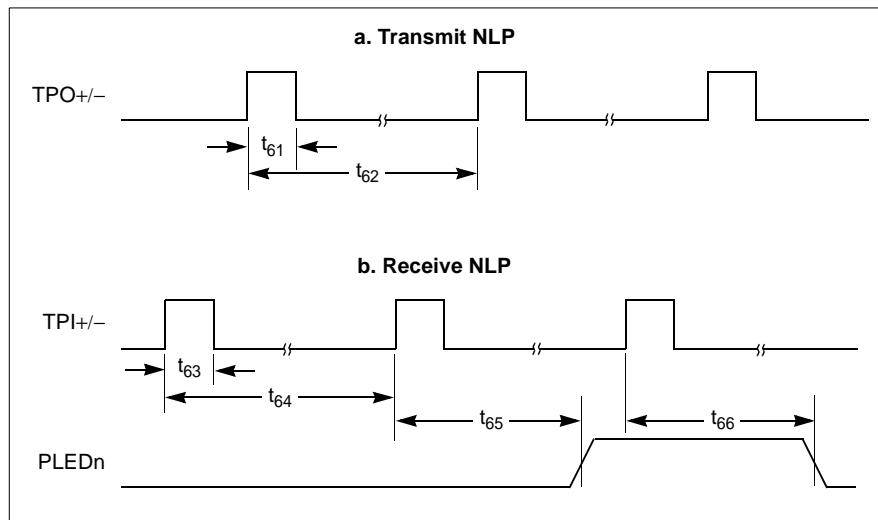 a. Transmit NLP
TPO+/−
t61
t62
b. Receive NLP
TPI+/−
t63
t64
t65
t66
PLEDn